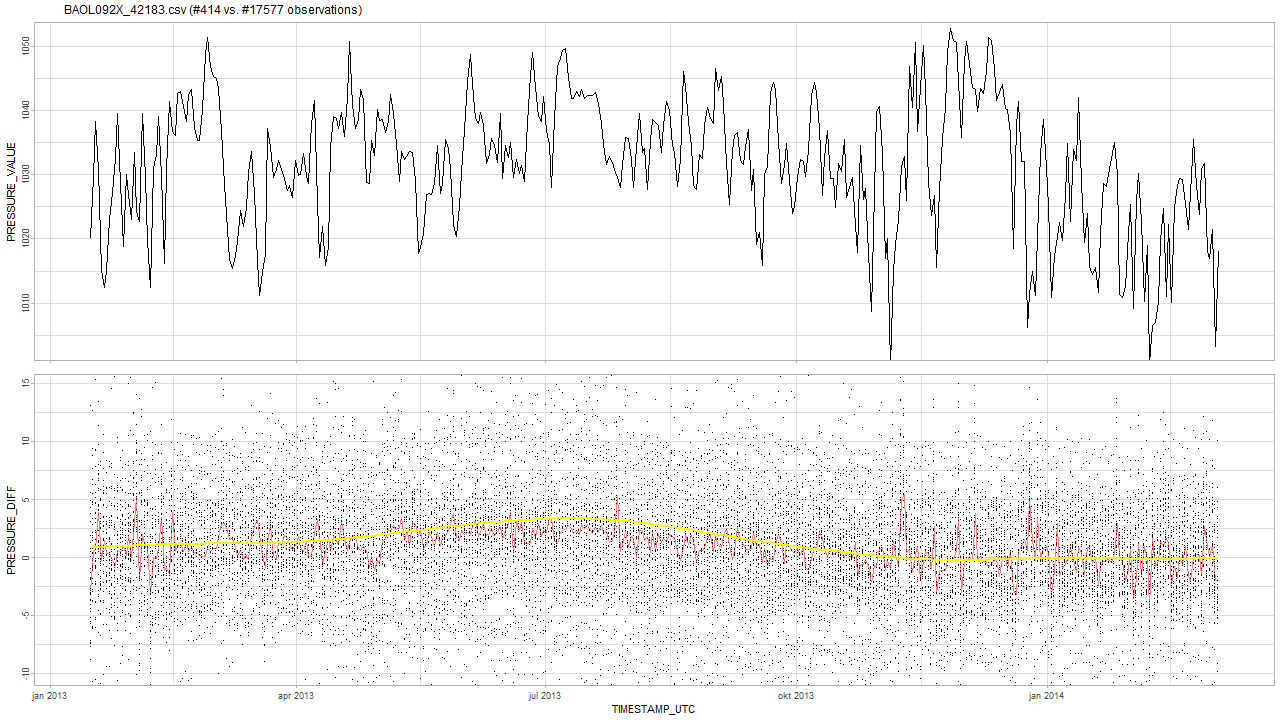 BAOL092X_42183.csv (#414 vs. #17577 observations)
PRESSURE_VALUE
1050
1040
1030
1020
1010
PRESSURE_DIFF
15
10
5
0
-5
-10
jan 2013 apr 2013 jul 2013 okt 2013 jan 2014
TIMESTAMP_UTC